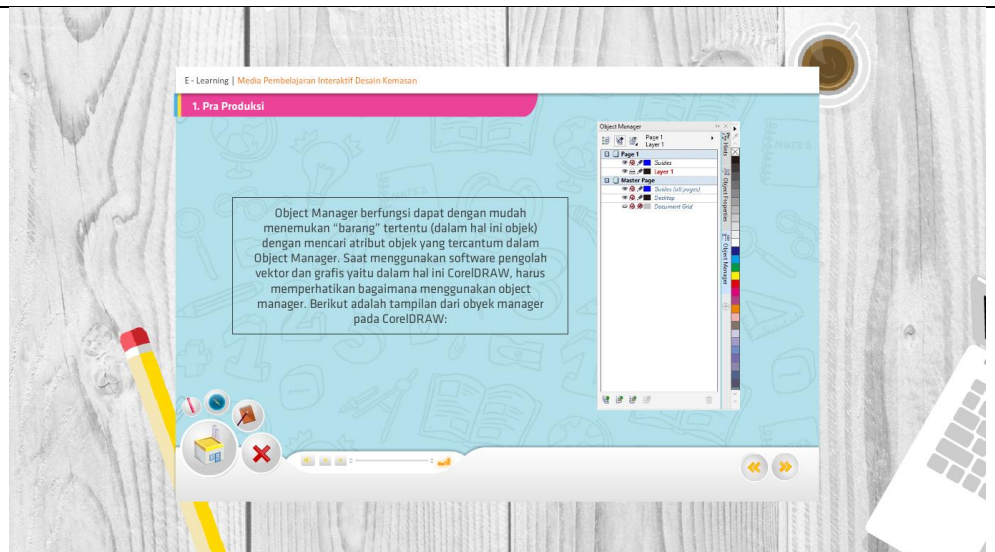 E - Learning | Media Pembelajaran Interaktif Desain Kemasan
1. Pra Produksi
Object Manager berfungsi dapat dengan mudah
menemukan “barang” tertentu (dalam hal ini objek)
dengan mencari atribut objek yang tercantum dalam
Object Manager. Saat menggunakan software pengolah
vektor dan grafis yaitu dalam hal ini CorelDRAW, harus
memperhatikan bagaimana menggunakan object
manager. Berikut adalah tampilan dari obyek manager
pada CorelDRAW:
Object Manager
Page 1
Layer 1
Page 1
Guides
Layer 1
Master Page
Guides (all pages)
Desktop
Document Grid
Hints
Object Properties
Object Manager
NOTES